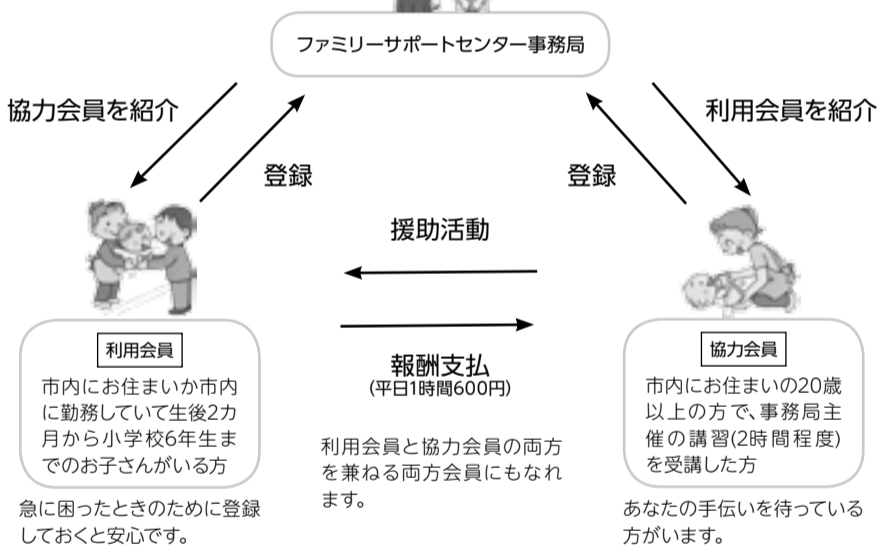 ファミリーサポートセンター事務局
協力会員を紹介
利用会員を紹介
登録
登録
援助活動
報酬支払
(平日1時間600円)
利用会員
市内にお住まいか市内
に勤務していて生後2カ
月から小学校6年生ま
でのお子さんがいる方
急に困ったときのために登録
しておくと安心です。
利用会員と協力会員の両方
を兼ねる両方会員にもなれ
ます。
協力会員
市内にお住まいの20歳
以上の方で、事務局主
催の講習(2時間程度)
を受講した方
あなたの手伝いを待っている
方がいます。